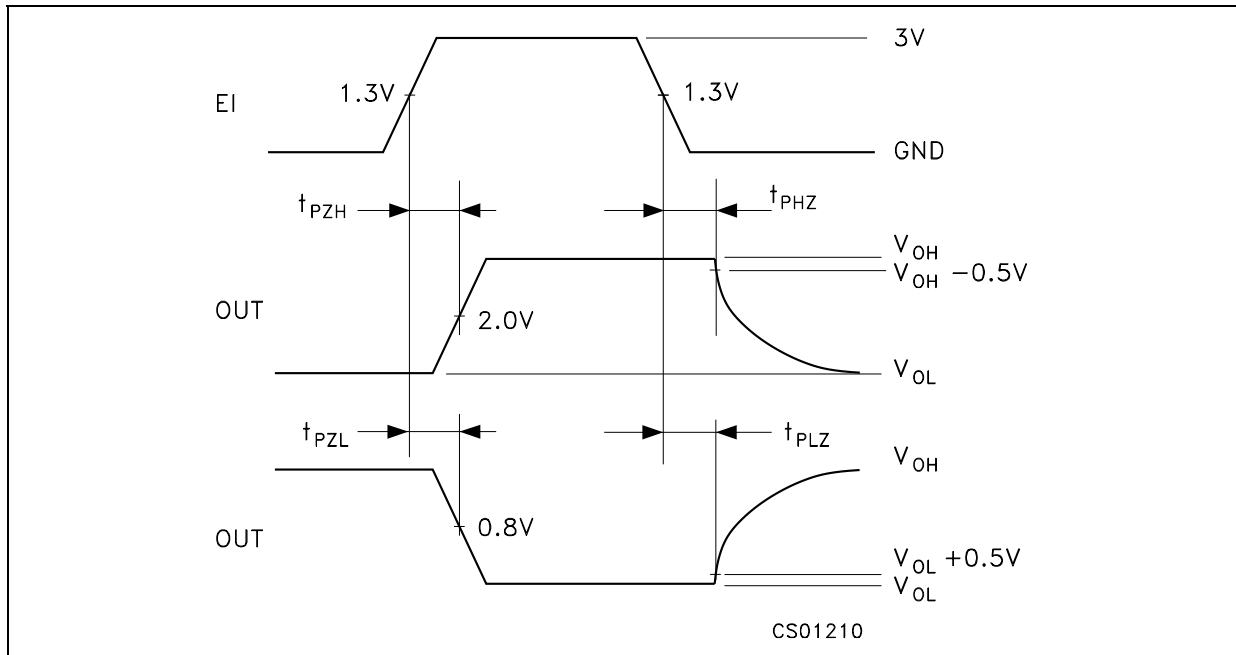 3V
1.3V
1.3V
EI
GND
tPZH
tPHZ
VOH
VOH −0.5V
OUT
2.0V
VOL
tPZL
tPLZ
VOH
OUT
0.8V
VOL +0.5V
VOL
CS01210